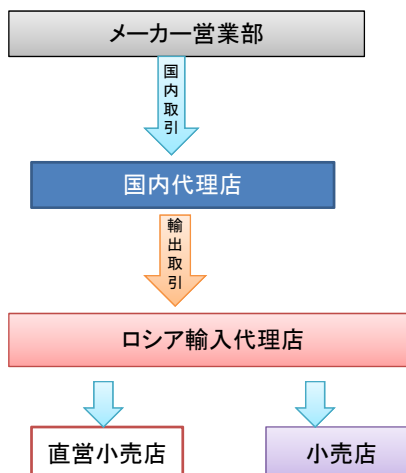 メーカー営業部
国内取引
国内代理店
輸出取引
ロシア輸入代理店
直営小売店
小売店